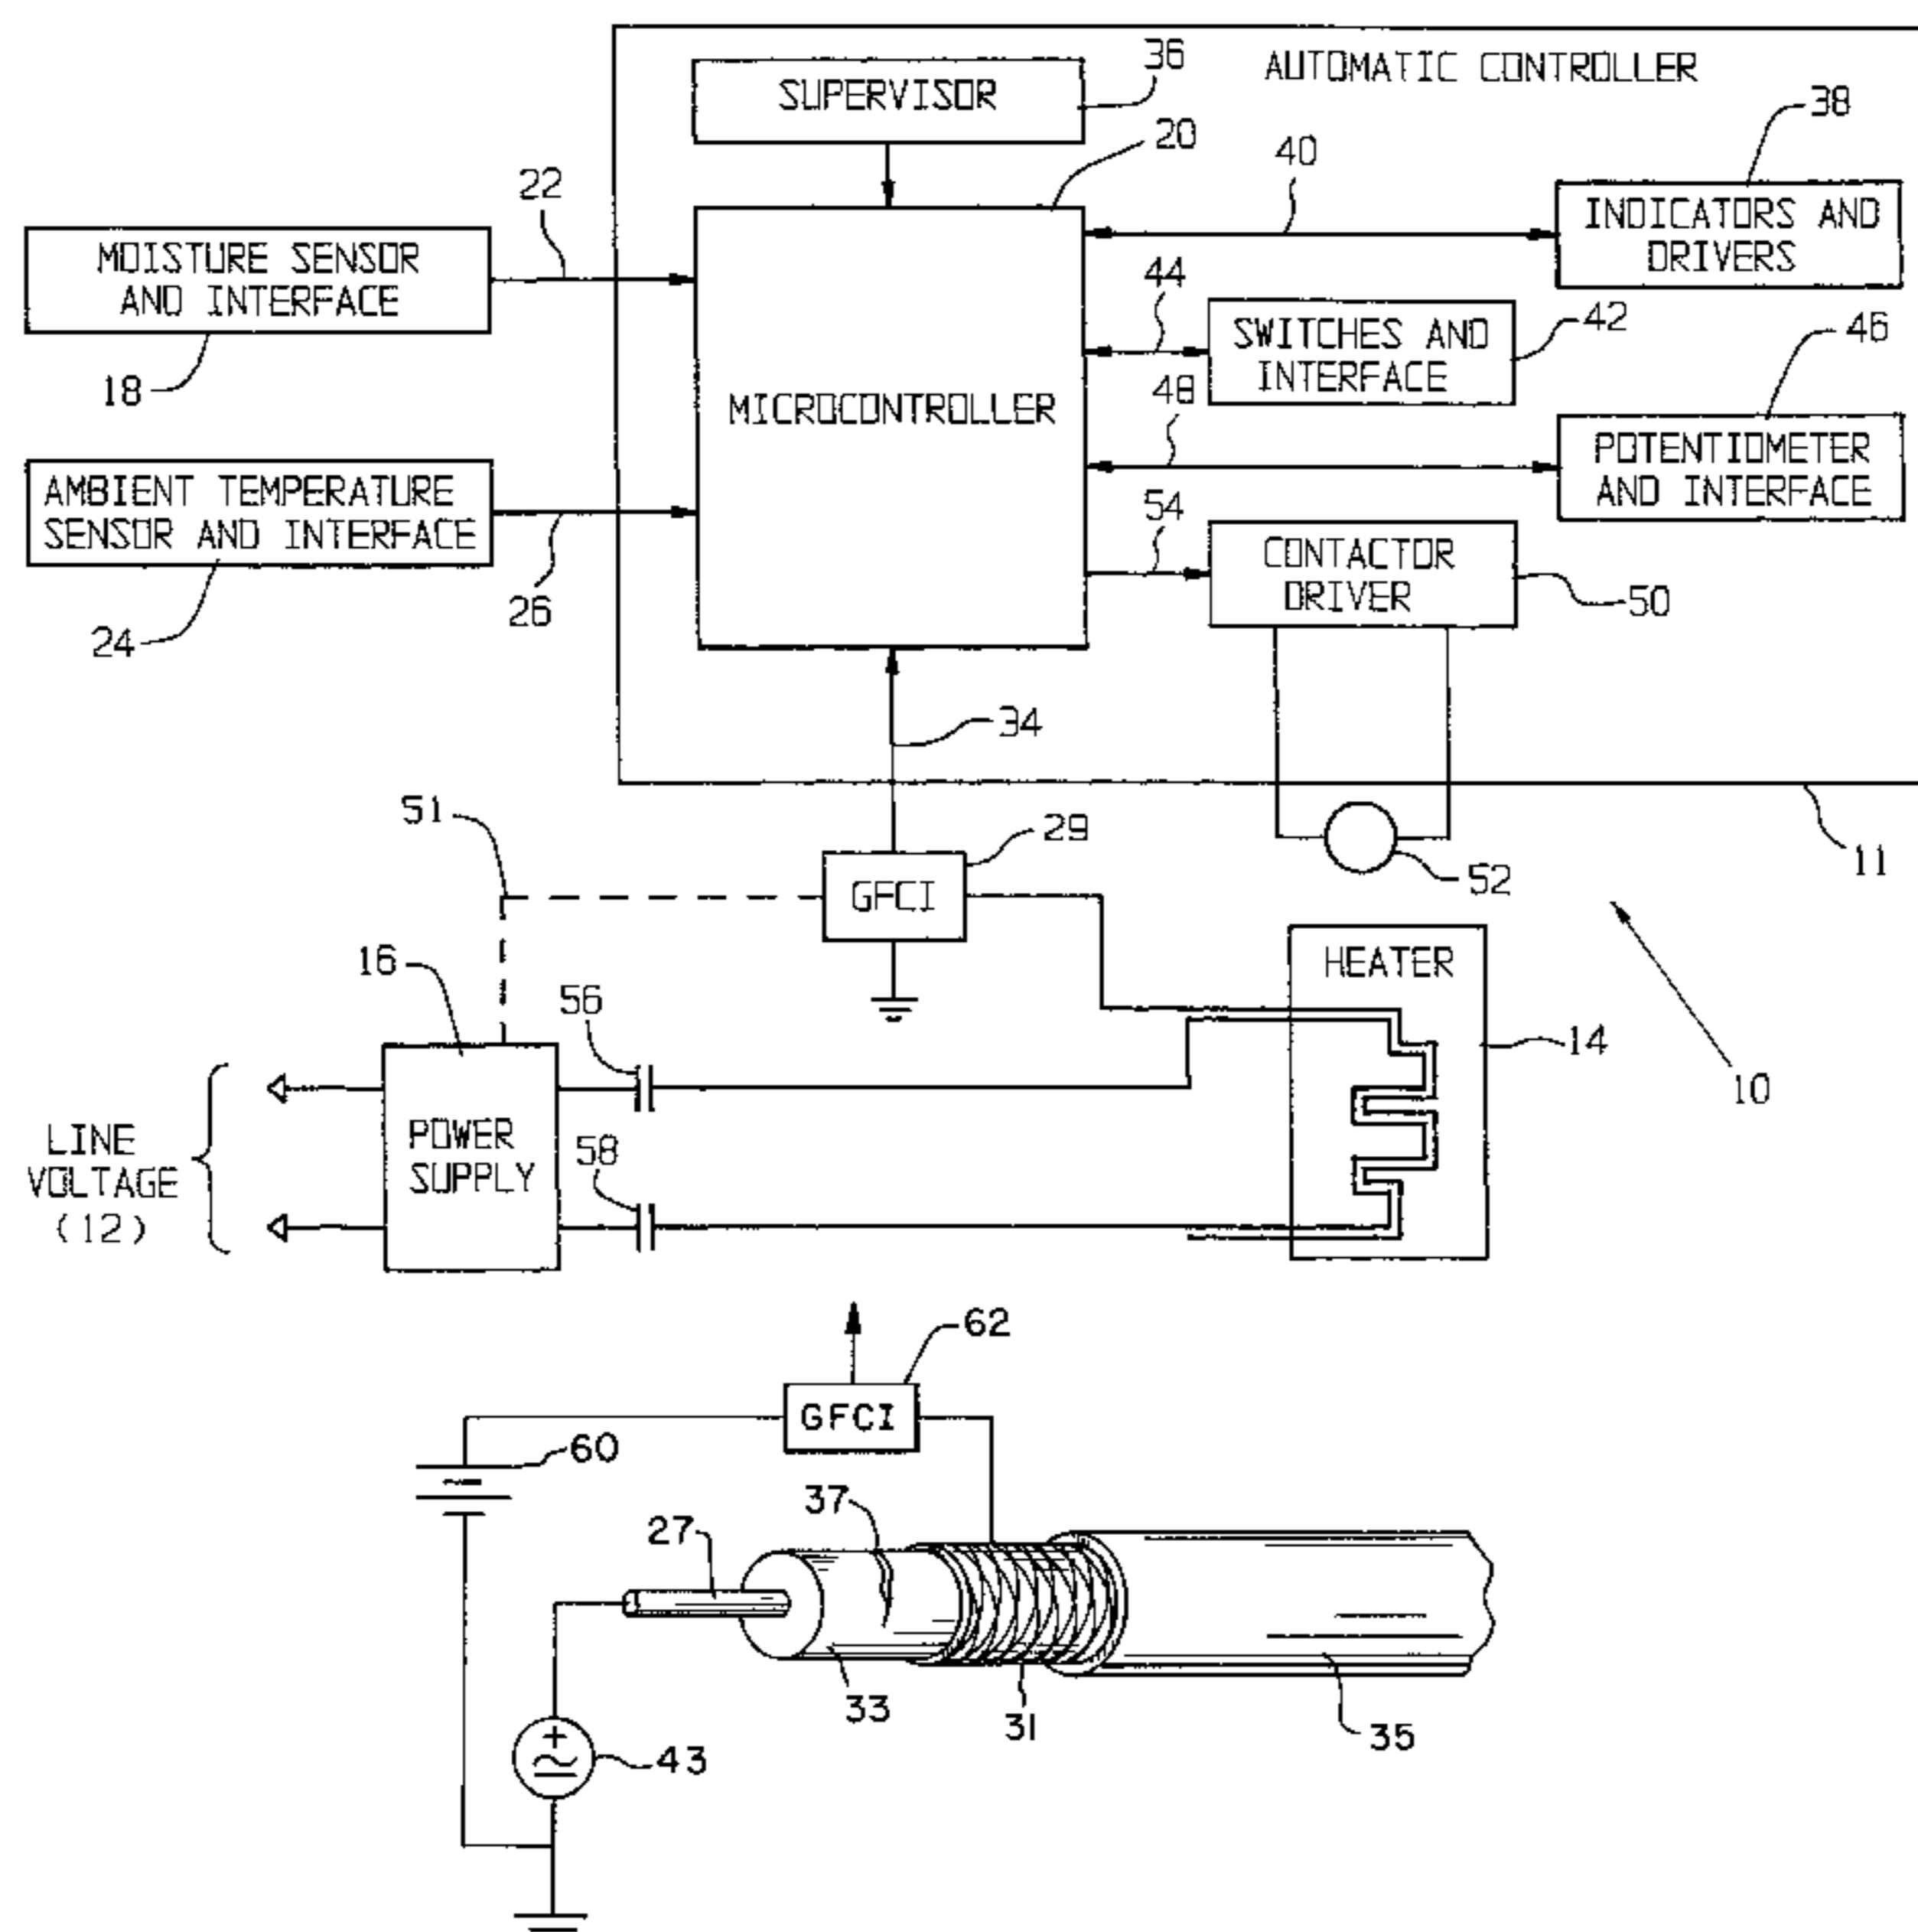 AUTOMATIC CONTROLLER
SUPERVISOR
36
20
40
38
22
INDICATORS AND
DRIVERS
MOISTURE SENSOR
AND INTERFACE
44
SWITCHES AND
INTERFACE
42
46
18
MICROCONTROLLER
48
POTENTIOMETER
AND INTERFACE
AMBIENT TEMPERATURE
SENSOR AND INTERFACE
54
CONTACTOR
DRIVER
26
50
24
34
51
29
11
GFCI
52
16
HEATER
56
14
10
LINE
VOLTAGE
(12)
POWER
SUPPLY
58
62
GFCI
60
37
27
33
31
35
43